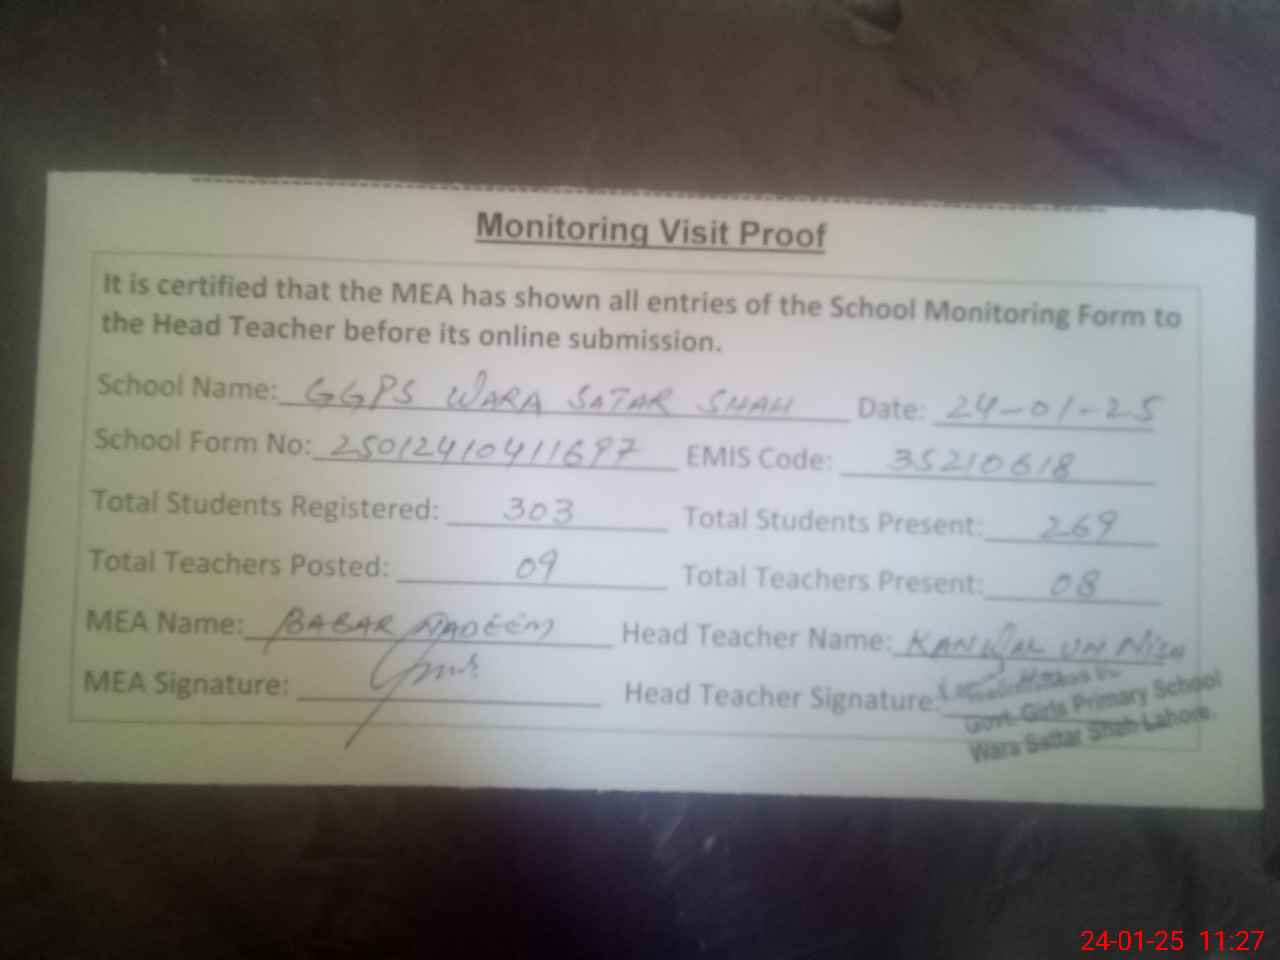 Monitoring Visit Proof
It is certified that the MEA has shown all entries of the School Monitoring Form to
the Head Teacher before its online submission.
School Name: GGPS WARA SATAR SHAH Date: 24-01-25
School Form No: 25012410411697 EMIS Code: 35210618
Total Students Registered: 303 Total Students Present: 269
Total Teachers Posted: 09 Total Teachers Present: 08
MEA Name: BABAR NADEEM Head Teacher Name: KANWAL UN NISA
MEA Signature: Head Teacher Signature:
Govt. Girls Primary School
Wara Sattar Shah Lahore.
24-01-25 11:27